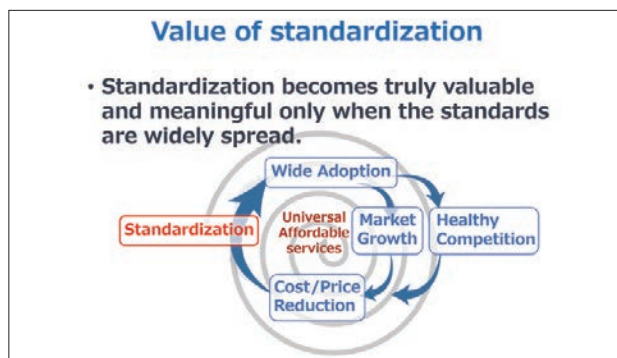 Value of standardization
• Standardization becomes truly valuable
and meaningful only when the standards
are widely spread.
Wide Adoption
Standardization
Universal
Affordable
services
Market
Growth
Healthy
Competition
Cost/Price
Reduction